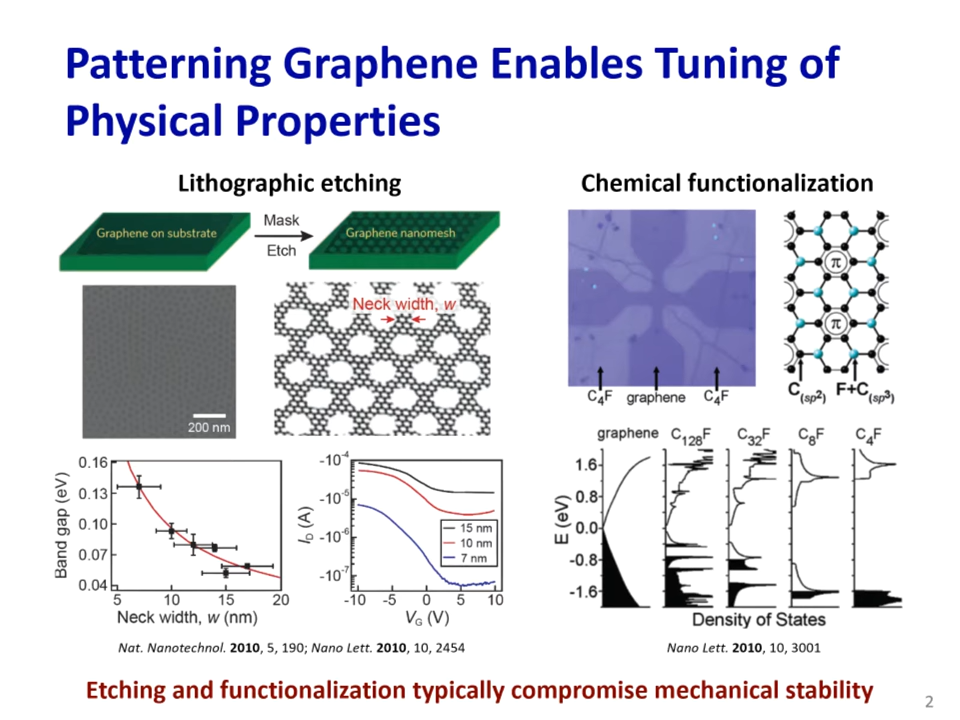 Patterning Graphene Enables Tuning of
Physical Properties
Lithographic etching
Graphene on substrate
Mask
Etch
Graphene nanomesh
200 nm
Neck width, w
Band gap (eV)
0.16
0.13
0.10
0.07
0.04
5 10 15 20
Neck width, w (nm)
I_D (A)
-10^-4
-10^-5
-10^-6
-10^-7
15 nm
10 nm
7 nm
-10 -5 0 5 10
V_G (V)
Nat. Nanotechnol. 2010, 5, 190; Nano Lett. 2010, 10, 2454
Chemical functionalization
C4F graphene C4F
π
π
C(sp2) F+C(sp3)
graphene C128F C32F C8F C4F
E (eV)
1.6
0.8
0.0
-0.8
-1.6
Density of States
Nano Lett. 2010, 10, 3001
Etching and functionalization typically compromise mechanical stability
2